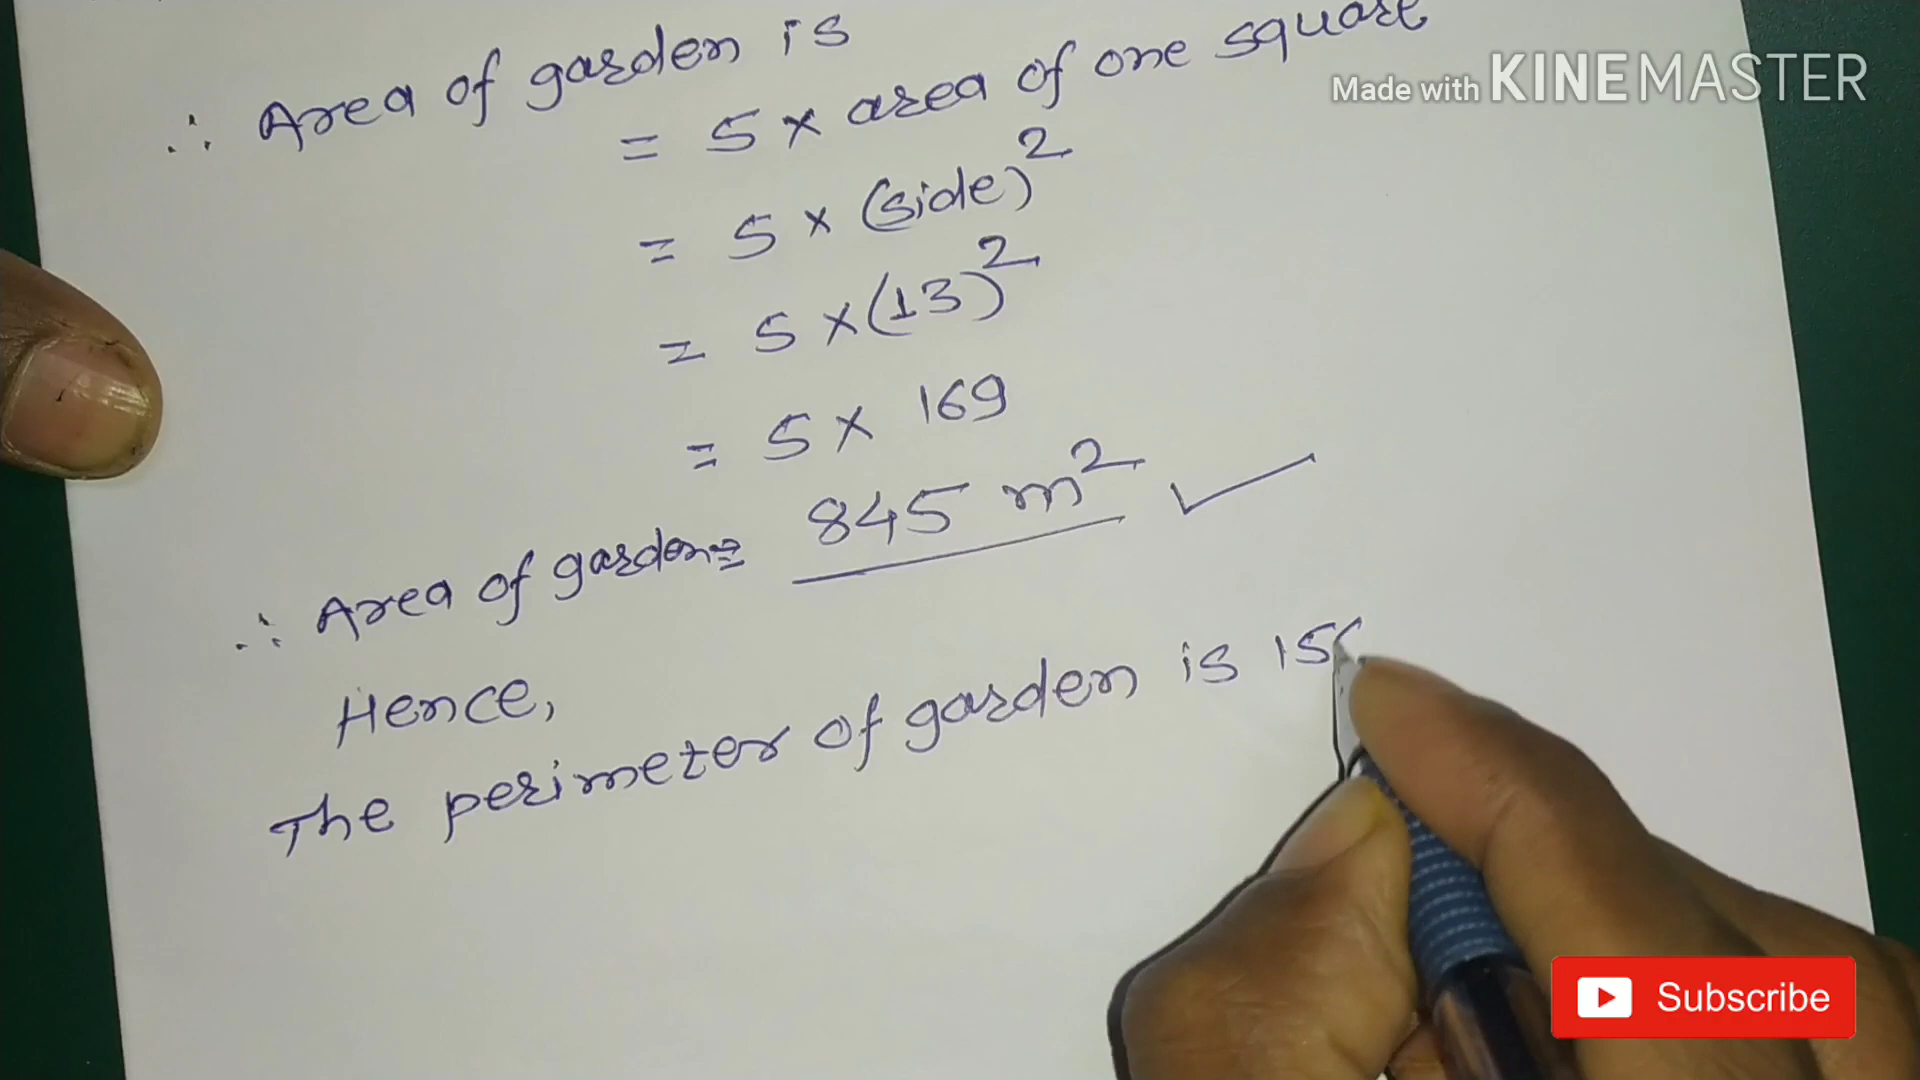 ∴ Area of garden is
= 5 × area of one square
= 5 × (side)²
= 5 × (13)²
= 5 × 169
∴ Area of garden = 845 m²
Hence,
The perimeter of garden is 15
Made with KINEMASTER
Subscribe